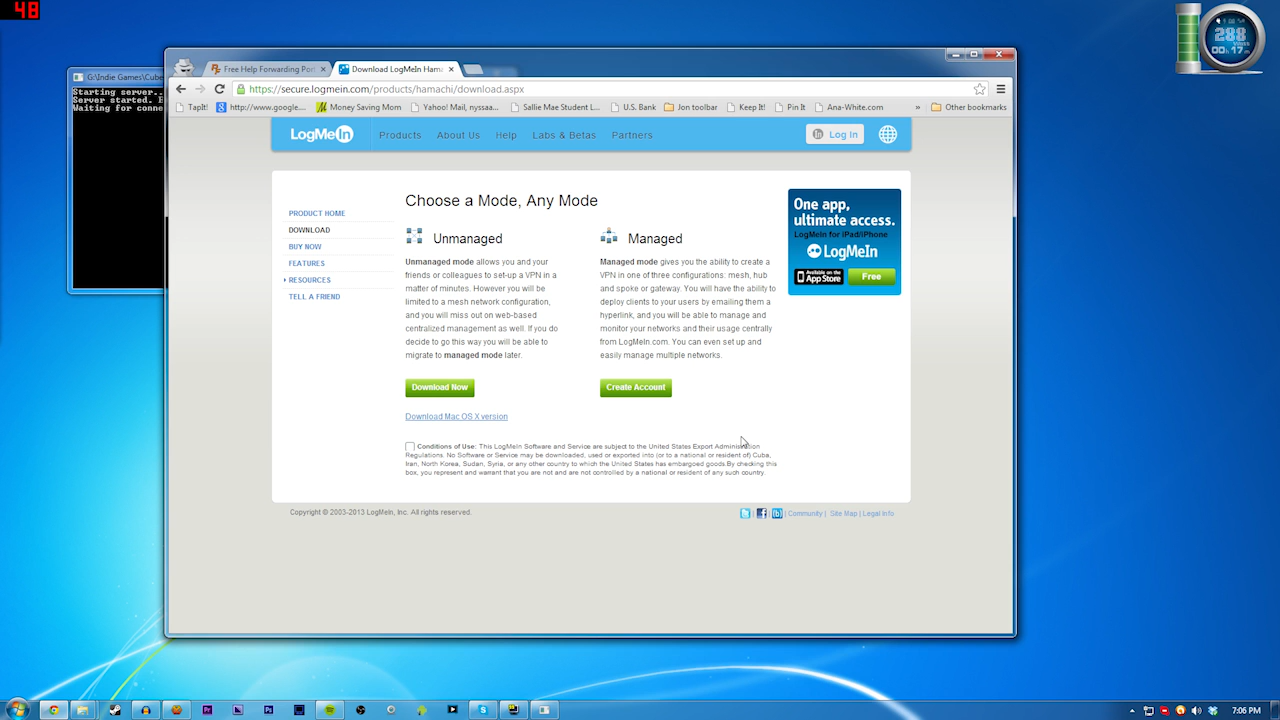 48
G:\Indie Games\Cube
Starting server..
Server started.
Waiting for conne
Free Help Forwarding Por
Download LogMeIn Hama
https://secure.logmein.com/products/hamachi/download.aspx
TapIt!
http://www.google....
Money Saving Mom
Yahoo! Mail, nyssaa...
Sallie Mae Student L...
U.S. Bank
Jon toolbar
Keep It!
Pin It
Ana-White.com
»
Other bookmarks
LogMeIn
Products
About Us
Help
Labs & Betas
Partners
Log In
PRODUCT HOME
DOWNLOAD
BUY NOW
FEATURES
RESOURCES
TELL A FRIEND
Choose a Mode, Any Mode
Unmanaged
Unmanaged mode allows you and your
friends or colleagues to set-up a VPN in a
matter of minutes. However you will be
limited to a mesh network configuration,
and you will miss out on web-based
centralized management as well. If you do
decide to go this way you will be able to
migrate to managed mode later.
Download Now
Download Mac OS X version
Managed
Managed mode gives you the ability to create a
VPN in one of three configurations: mesh, hub
and spoke or gateway. You will have the ability to
deploy clients to your users by emailing them a
hyperlink, and you will be able to manage and
monitor your networks and their usage centrally
from LogMeIn.com. You can even set up and
easily manage multiple networks.
Create Account
Conditions of Use: This LogMeIn Software and Service are subject to the United States Export Administration
Regulations. No Software or Service may be downloaded, used or exported into (or to a national or resident of) Cuba,
Iran, North Korea, Sudan, Syria, or any other country to which the United States has embargoed goods.By checking this
box, you represent and warrant that you are not and are not controlled by a national or resident of any such country.
One app,
ultimate access.
LogMeIn for iPad/iPhone
LogMeIn
Available on the
App Store
Free
Copyright © 2003-2013 LogMeIn, Inc. All rights reserved.
Community | Site Map | Legal Info
288
00h 17m
7:06 PM